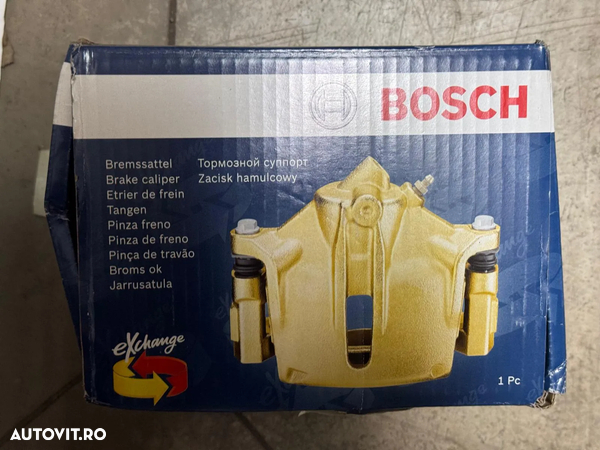 BOSCH
Bremssattel
Brake caliper
Etrier de frein
Tangen
Pinza freno
Pinza de freno
Pinça de travão
Broms ok
Jarrusatula
Тормозной суппорт
Zacisk hamulcowy
eXchange
1 Pc
AUTOVIT.RO